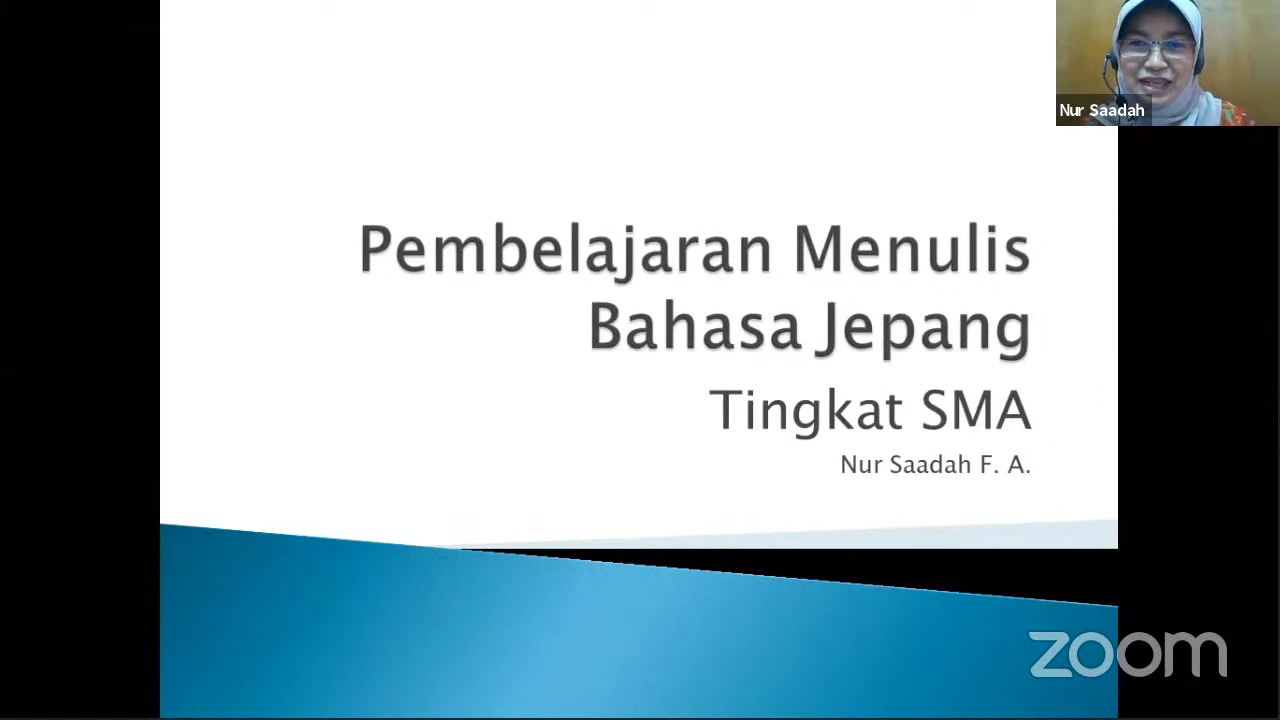 Nur Saadah
Pembelajaran Menulis
Bahasa Jepang
Tingkat SMA
Nur Saadah F. A.
zoom